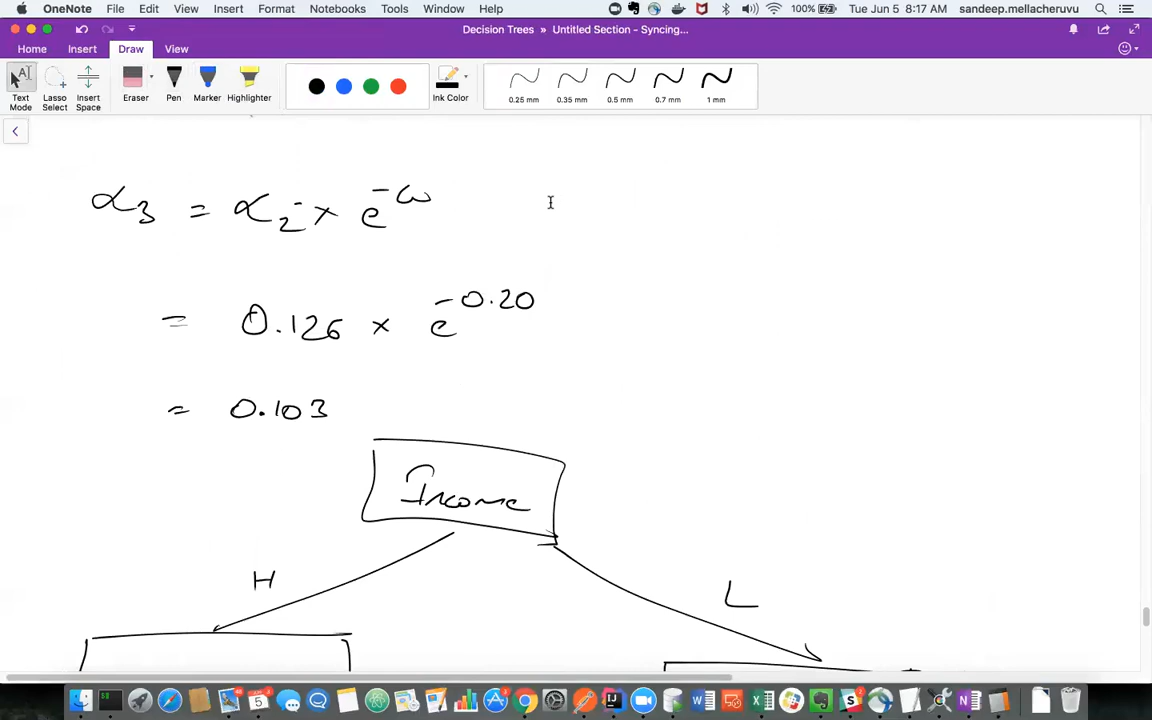 OneNote File Edit View Insert Format Notebooks Tools Window Help 100% Tue Jun 5 8:17 AM sandeep.mellacheruvu
Decision Trees » Untitled Section - Syncing...
Home Insert Draw View
Text Mode Lasso Select Insert Space Eraser Pen Marker Highlighter Ink Color 0.25 mm 0.35 mm 0.5 mm 0.7 mm 1 mm
α₃ = α₂ × e^-ω
= 0.126 × e^-0.20
= 0.103
Income
H
L